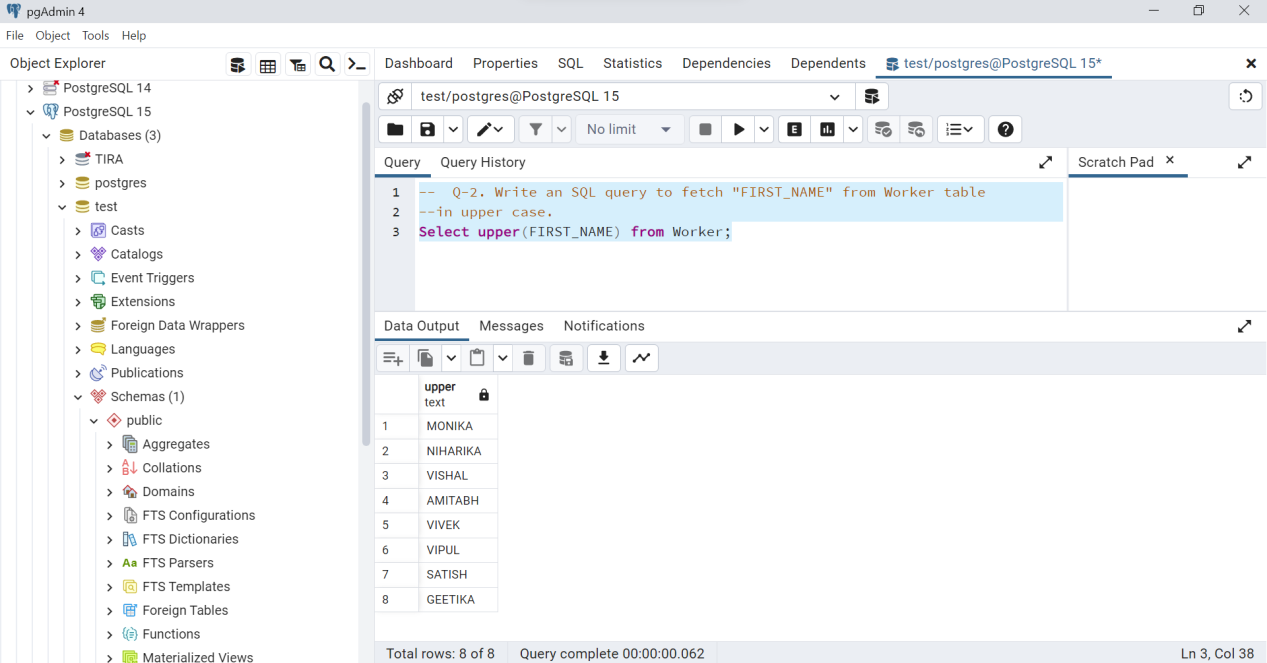 pgAdmin 4
File Object Tools Help
Object Explorer
Dashboard Properties SQL Statistics Dependencies Dependents test/postgres@PostgreSQL 15*
PostgreSQL 14
PostgreSQL 15
Databases (3)
TIRA
postgres
test
Casts
Catalogs
Event Triggers
Extensions
Foreign Data Wrappers
Languages
Publications
Schemas (1)
public
Aggregates
Collations
Domains
FTS Configurations
FTS Dictionaries
Aa FTS Parsers
FTS Templates
Foreign Tables
Functions
Materialized Views
test/postgres@PostgreSQL 15
No limit
E
Query Query History
Scratch Pad
1 -- Q-2. Write an SQL query to fetch "FIRST_NAME" from Worker table
2 --in upper case.
3 Select upper(FIRST_NAME) from Worker;
Data Output Messages Notifications
upper
text
1 MONIKA
2 NIHARIKA
3 VISHAL
4 AMITABH
5 VIVEK
6 VIPUL
7 SATISH
8 GEETIKA
Total rows: 8 of 8 Query complete 00:00:00.062 Ln 3, Col 38